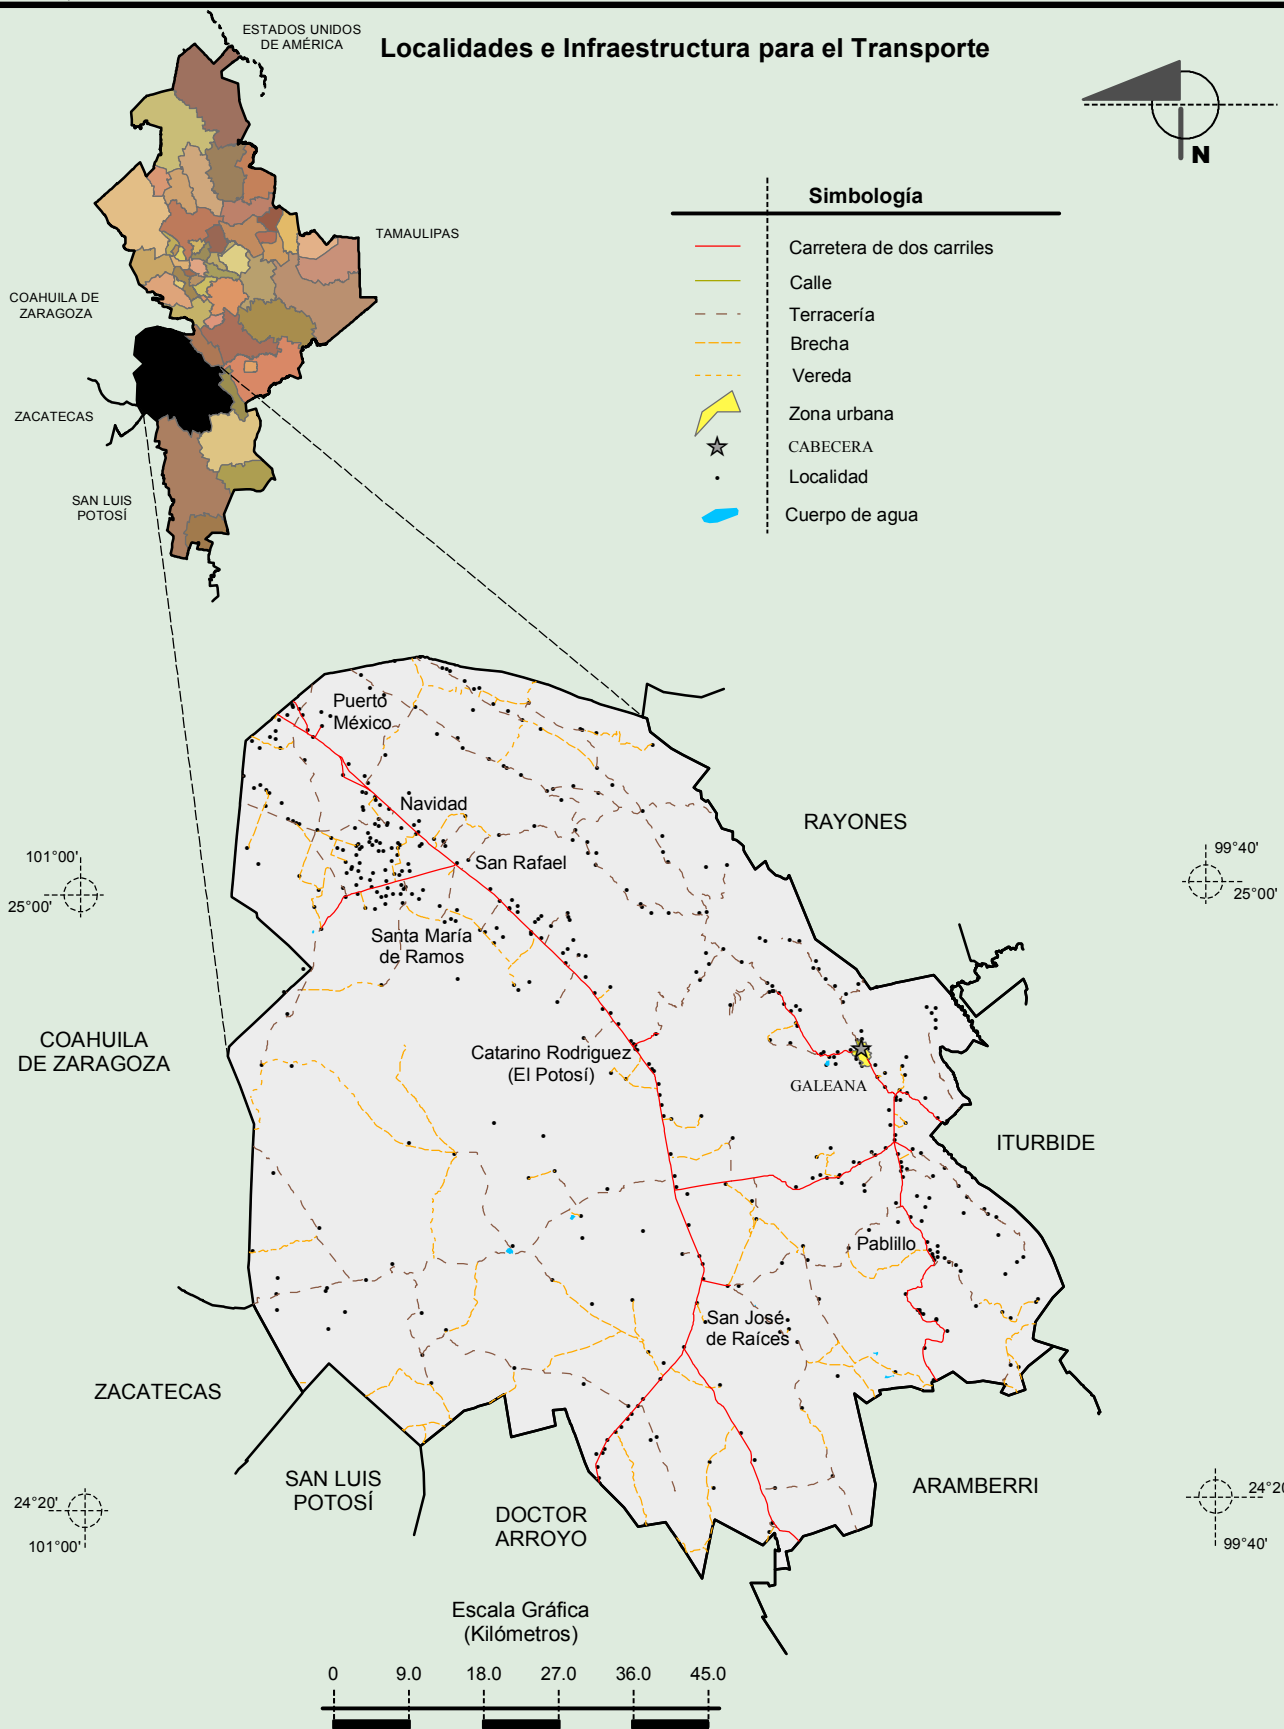 Localidades e Infraestructura para el Transporte
ESTADOS UNIDOS
DE AMÉRICA
N
TAMAULIPAS
COAHUILA DE
ZARAGOZA
ZACATECAS
SAN LUIS
POTOSÍ
Simbología
Carretera de dos carriles
Calle
Terracería
Brecha
Vereda
Zona urbana
CABECERA
Localidad
Cuerpo de agua
Puerto
México
Navidad
San Rafael
Santa María
de Ramos
RAYONES
101°00'
25°00'
99°40'
25°00'
COAHUILA
DE ZARAGOZA
Catarino Rodriguez
(El Potosí)
GALEANA
ITURBIDE
Pablillo
San José
de Raíces
ZACATECAS
SAN LUIS
POTOSÍ
DOCTOR
ARROYO
ARAMBERRI
24°20'
101°00'
24°20
99°40'
Escala Gráfica
(Kilómetros)
0 9.0 18.0 27.0 36.0 45.0